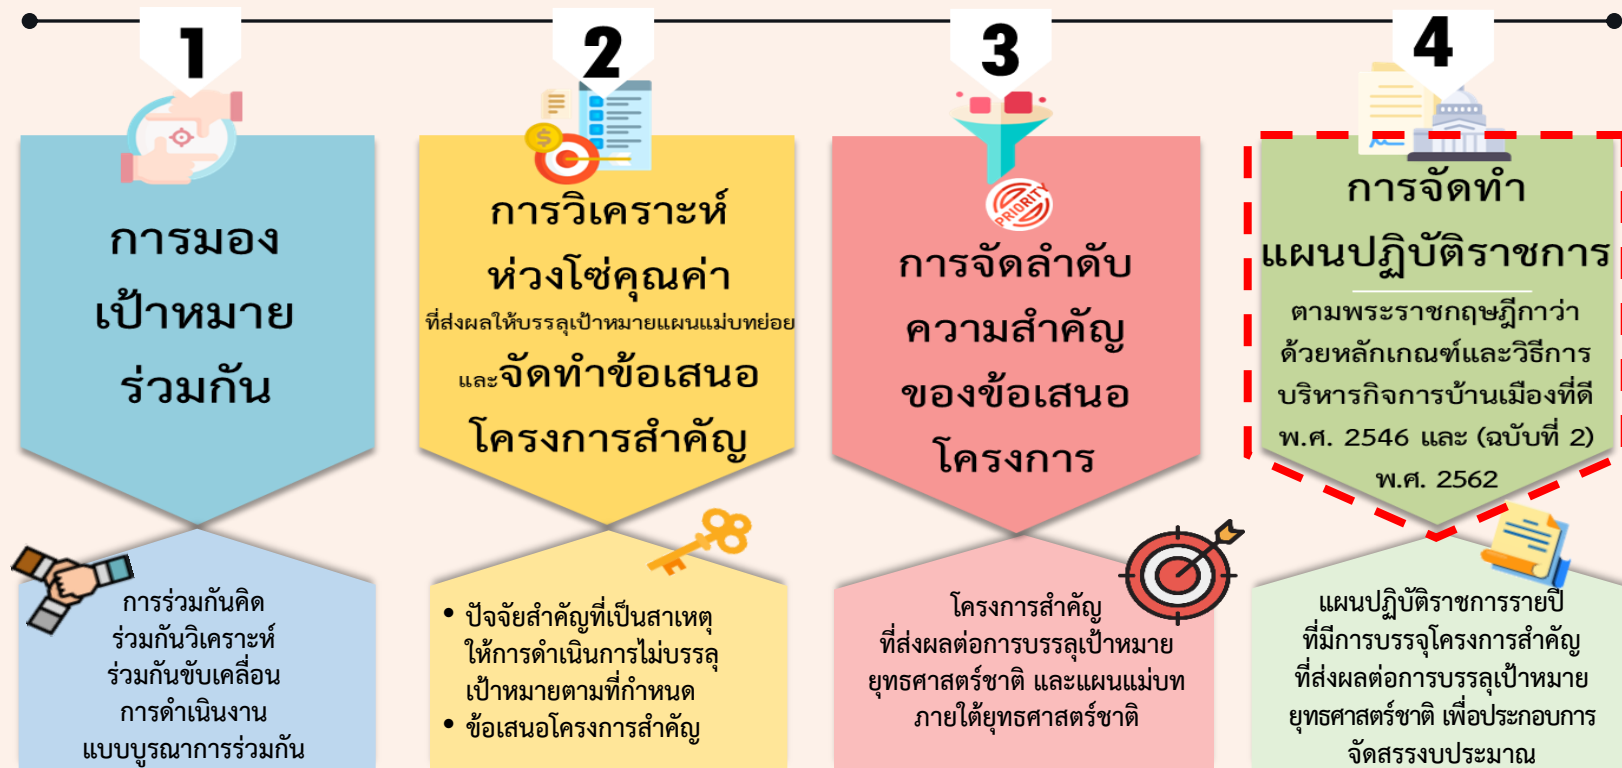 1
การมอง
เป้าหมาย
ร่วมกัน
การร่วมกันคิด
ร่วมกันวิเคราะห์
ร่วมกันขับเคลื่อน
การดำเนินงาน
แบบบูรณาการร่วมกัน
2
การวิเคราะห์
ห่วงโซ่คุณค่า
ที่ส่งผลให้บรรลุเป้าหมายแผนแม่บทย่อย
และจัดทำข้อเสนอ
โครงการสำคัญ
• ปัจจัยสำคัญที่เป็นสาเหตุ
ให้การดำเนินการไม่บรรลุ
เป้าหมายตามที่กำหนด
• ข้อเสนอโครงการสำคัญ
3
PRIORITY
การจัดลำดับ
ความสำคัญ
ของข้อเสนอ
โครงการ
โครงการสำคัญ
ที่ส่งผลต่อการบรรลุเป้าหมาย
ยุทธศาสตร์ชาติ และแผนแม่บท
ภายใต้ยุทธศาสตร์ชาติ
4
การจัดทำ
แผนปฏิบัติราชการ
ตามพระราชกฤษฎีกาว่า
ด้วยหลักเกณฑ์และวิธีการ
บริหารกิจการบ้านเมืองที่ดี
พ.ศ. 2546 และ (ฉบับที่ 2)
พ.ศ. 2562
แผนปฏิบัติราชการรายปี
ที่มีการบรรจุโครงการสำคัญ
ที่ส่งผลต่อการบรรลุเป้าหมาย
ยุทธศาสตร์ชาติ เพื่อประกอบการ
จัดสรรงบประมาณ